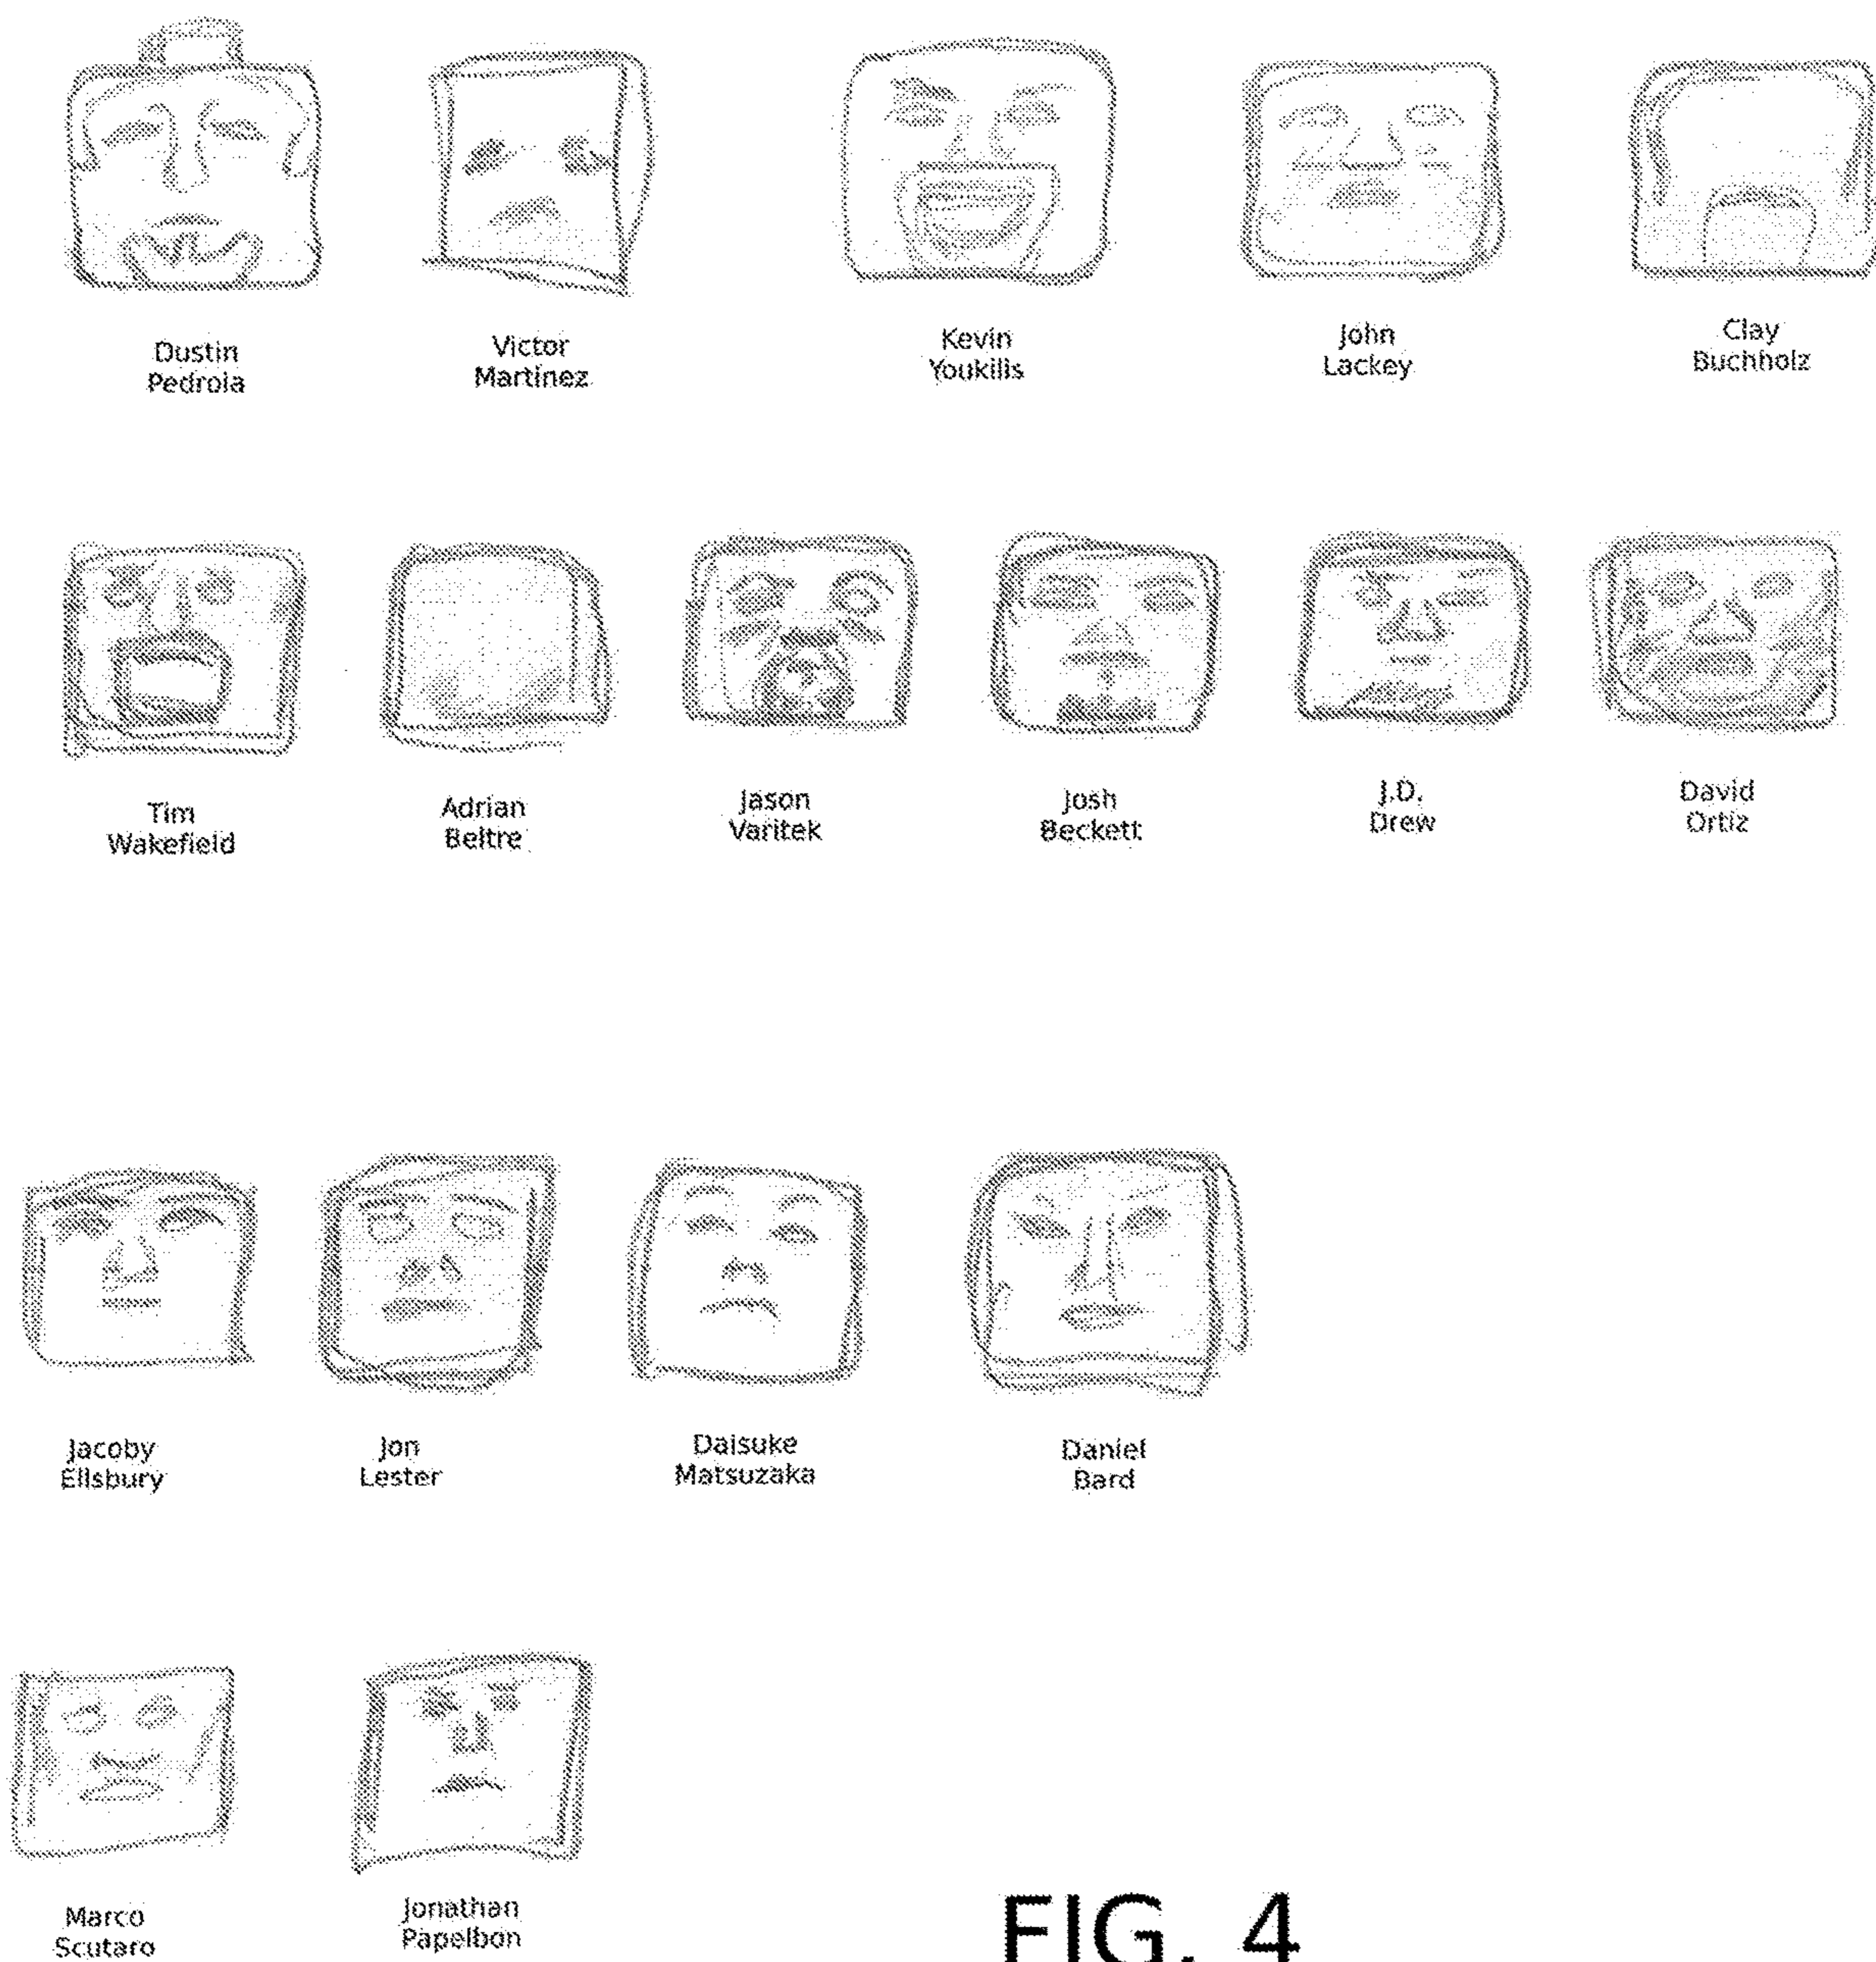 Dustin
Pedroia
Victor
Martinez
Kevin
Youkilis
John
Lackey
Clay
Buchholz
Tim
Wakefield
Adrian
Beltre
Jason
Varitek
Josh
Beckett
J.D.
Drew
David
Ortiz
Jacoby
Ellsbury
Jon
Lester
Daisuke
Matsuzaka
Daniel
Bard
Marco
Scutaro
Jonathan
Papelbon
FIG. 4